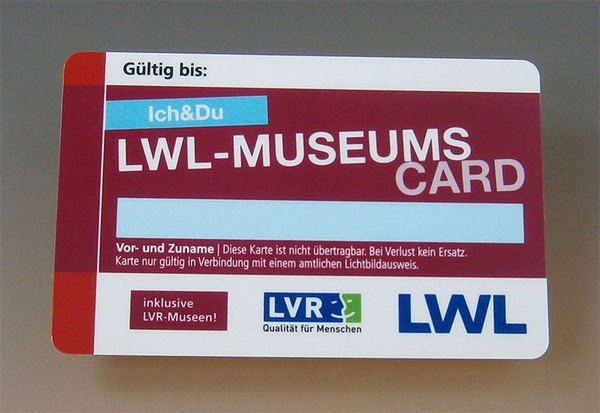 Gültig bis:
Ich&Du
LWL-MUSEUMS
CARD
Vor- und Zuname | Diese Karte ist nicht übertragbar. Bei Verlust kein Ersatz.
Karte nur gültig in Verbindung mit einem amtlichen Lichtbildausweis.
inklusive
LVR-Museen!
LVR
Qualität für Menschen
LWL